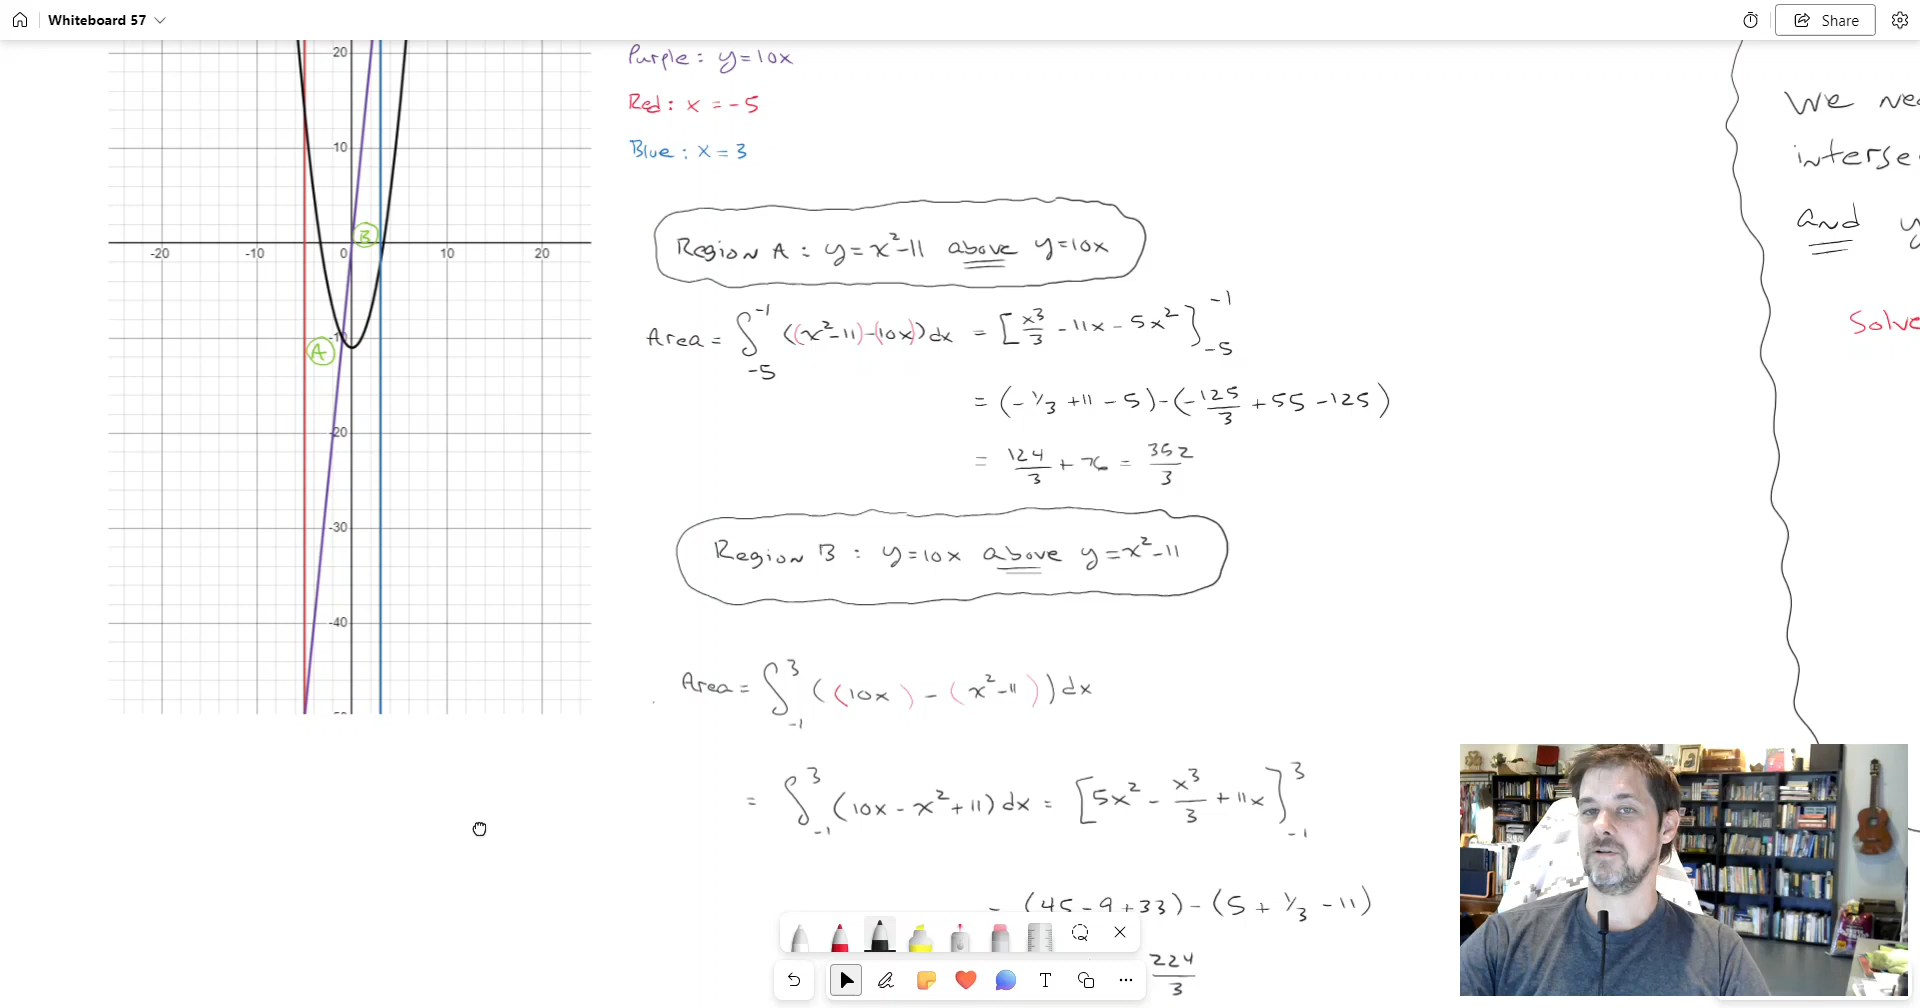 Whiteboard 57
Share
20
10
-20
-10
0
10
20
-10
-20
-30
-40
B
A
Purple: y=10x
Red: x = -5
Blue: x = 3
Region A: y = x²-11 above y=10x
Area = ∫_{-5}^{-1} ((x²-11)-(10x))dx = [x³/3 - 11x - 5x²]_{-5}^{-1}
= (-1/3 + 11 - 5) - (-125/3 + 55 - 125)
= 124/3 + 76 = 352/3
Region B: y=10x above y=x²-11
Area = ∫_{-1}^{3} ((10x) - (x²-11))dx
= ∫_{-1}^{3} (10x - x² + 11)dx = [5x² - x³/3 + 11x]_{-1}^{3}
(45 - 9 + 33) - (5 + 1/3 - 11)
224/3
We nee
interse
and y
Solve
T